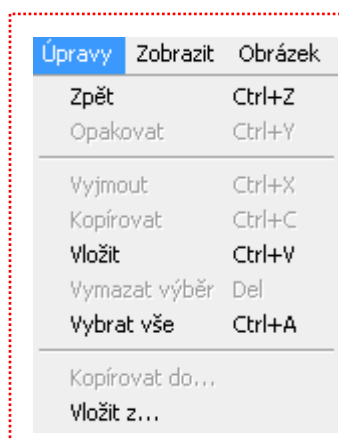 Úpravy Zobrazit Obrázek
Zpět Ctrl+Z
Opakovat Ctrl+Y
Vyjmout Ctrl+X
Kopírovat Ctrl+C
Vložit Ctrl+V
Vymazat výběr Del
Vybrat vše Ctrl+A
Kopírovat do...
Vložit z...